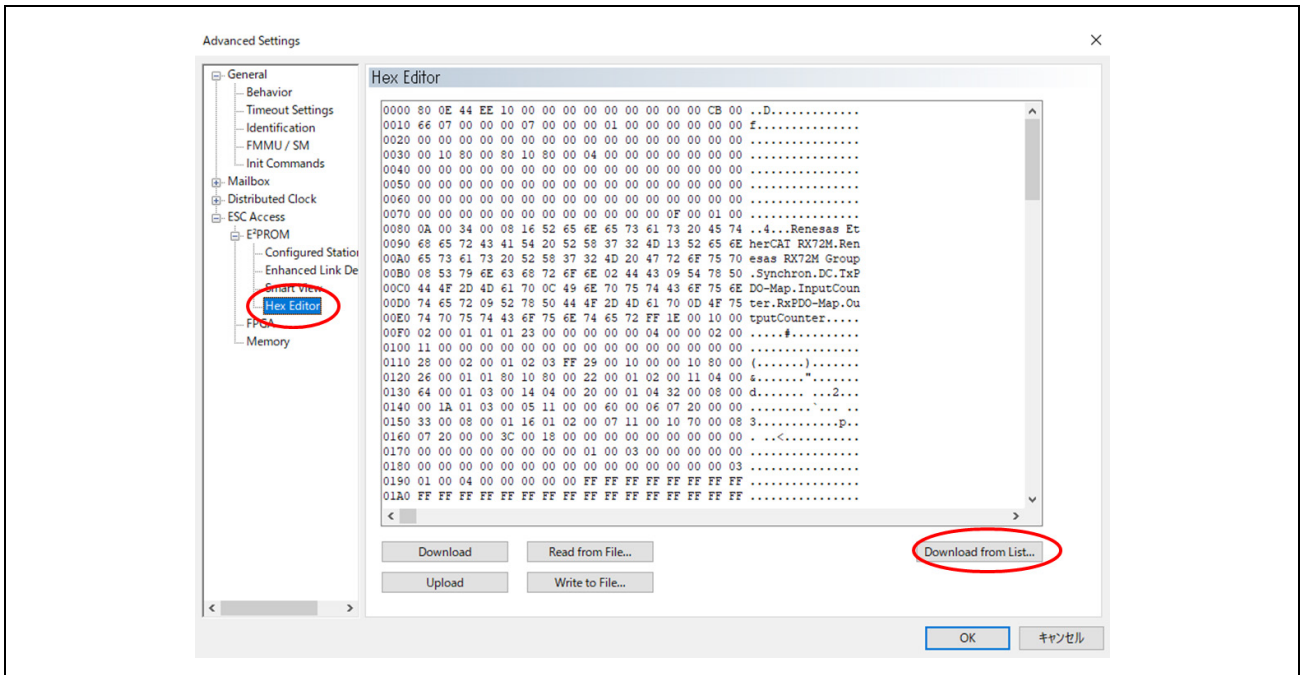 Advanced Settings
General
Behavior
Timeout Settings
Identification
FMMU / SM
Init Commands
Mailbox
Distributed Clock
ESC Access
E²PROM
Configured Station
Enhanced Link De
Smart View
Hex Editor
FPGA
Memory
Hex Editor
0000 80 0E 44 EE 10 00 00 00 00 00 00 00 00 00 CB 00 ..D.............
0010 66 07 00 00 00 07 00 00 00 01 00 00 00 00 00 00 f...............
0020 00 00 00 00 00 00 00 00 00 00 00 00 00 00 00 00 ................
0030 00 10 80 00 80 10 80 00 04 00 00 00 00 00 00 00 ................
0040 00 00 00 00 00 00 00 00 00 00 00 00 00 00 00 00 ................
0050 00 00 00 00 00 00 00 00 00 00 00 00 00 00 00 00 ................
0060 00 00 00 00 00 00 00 00 00 00 00 00 00 00 00 00 ................
0070 00 00 00 00 00 00 00 00 00 00 00 00 0F 00 01 00 ................
0080 0A 00 34 00 08 16 52 65 6E 65 73 61 73 20 45 74 ..4...Renesas Et
0090 68 65 72 43 41 54 20 52 58 37 32 4D 13 52 65 6E herCAT RX72M.Ren
00A0 65 73 61 73 20 52 58 37 32 4D 20 47 72 6F 75 70 esas RX72M Group
00B0 08 53 79 6E 63 68 72 6F 6E 02 44 43 09 54 78 50 .Synchron.DC.TxP
00C0 44 4F 2D 4D 61 70 0C 49 6E 70 75 74 43 6F 75 6E DO-Map.InputCoun
00D0 74 65 72 09 52 78 50 44 4F 2D 4D 61 70 0D 4F 75 ter.RxPDO-Map.Ou
00E0 74 70 75 74 43 6F 75 6E 74 65 72 FF 1E 00 10 00 tputCounter.....
00F0 02 00 01 01 01 23 00 00 00 00 00 04 00 00 02 00 .....#..........
0100 11 00 00 00 00 00 00 00 00 00 00 00 00 00 00 00 ................
0110 28 00 02 00 01 02 03 FF 29 00 10 00 00 10 80 00 (.......).......
0120 26 00 01 01 80 10 80 00 22 00 01 02 00 11 04 00 &.......".......
0130 64 00 01 03 00 14 04 00 20 00 01 04 32 00 08 00 d....... ...2...
0140 00 1A 01 03 00 05 11 00 00 60 00 06 07 20 00 00 .........`... ..
0150 33 00 08 00 01 16 01 02 00 07 11 00 10 70 00 08 3............p..
0160 07 20 00 00 3C 00 18 00 00 00 00 00 00 00 00 00 . ..<...........
0170 00 00 00 00 00 00 00 00 01 00 03 00 00 00 00 00 ................
0180 00 00 00 00 00 00 00 00 00 00 00 00 00 00 00 03 ................
0190 01 00 04 00 00 00 00 00 FF FF FF FF FF FF FF FF ................
01A0 FF FF FF FF FF FF FF FF FF FF FF FF FF FF FF FF ................
Download
Read from File...
Download from List...
Upload
Write to File...
OK
キャンセル